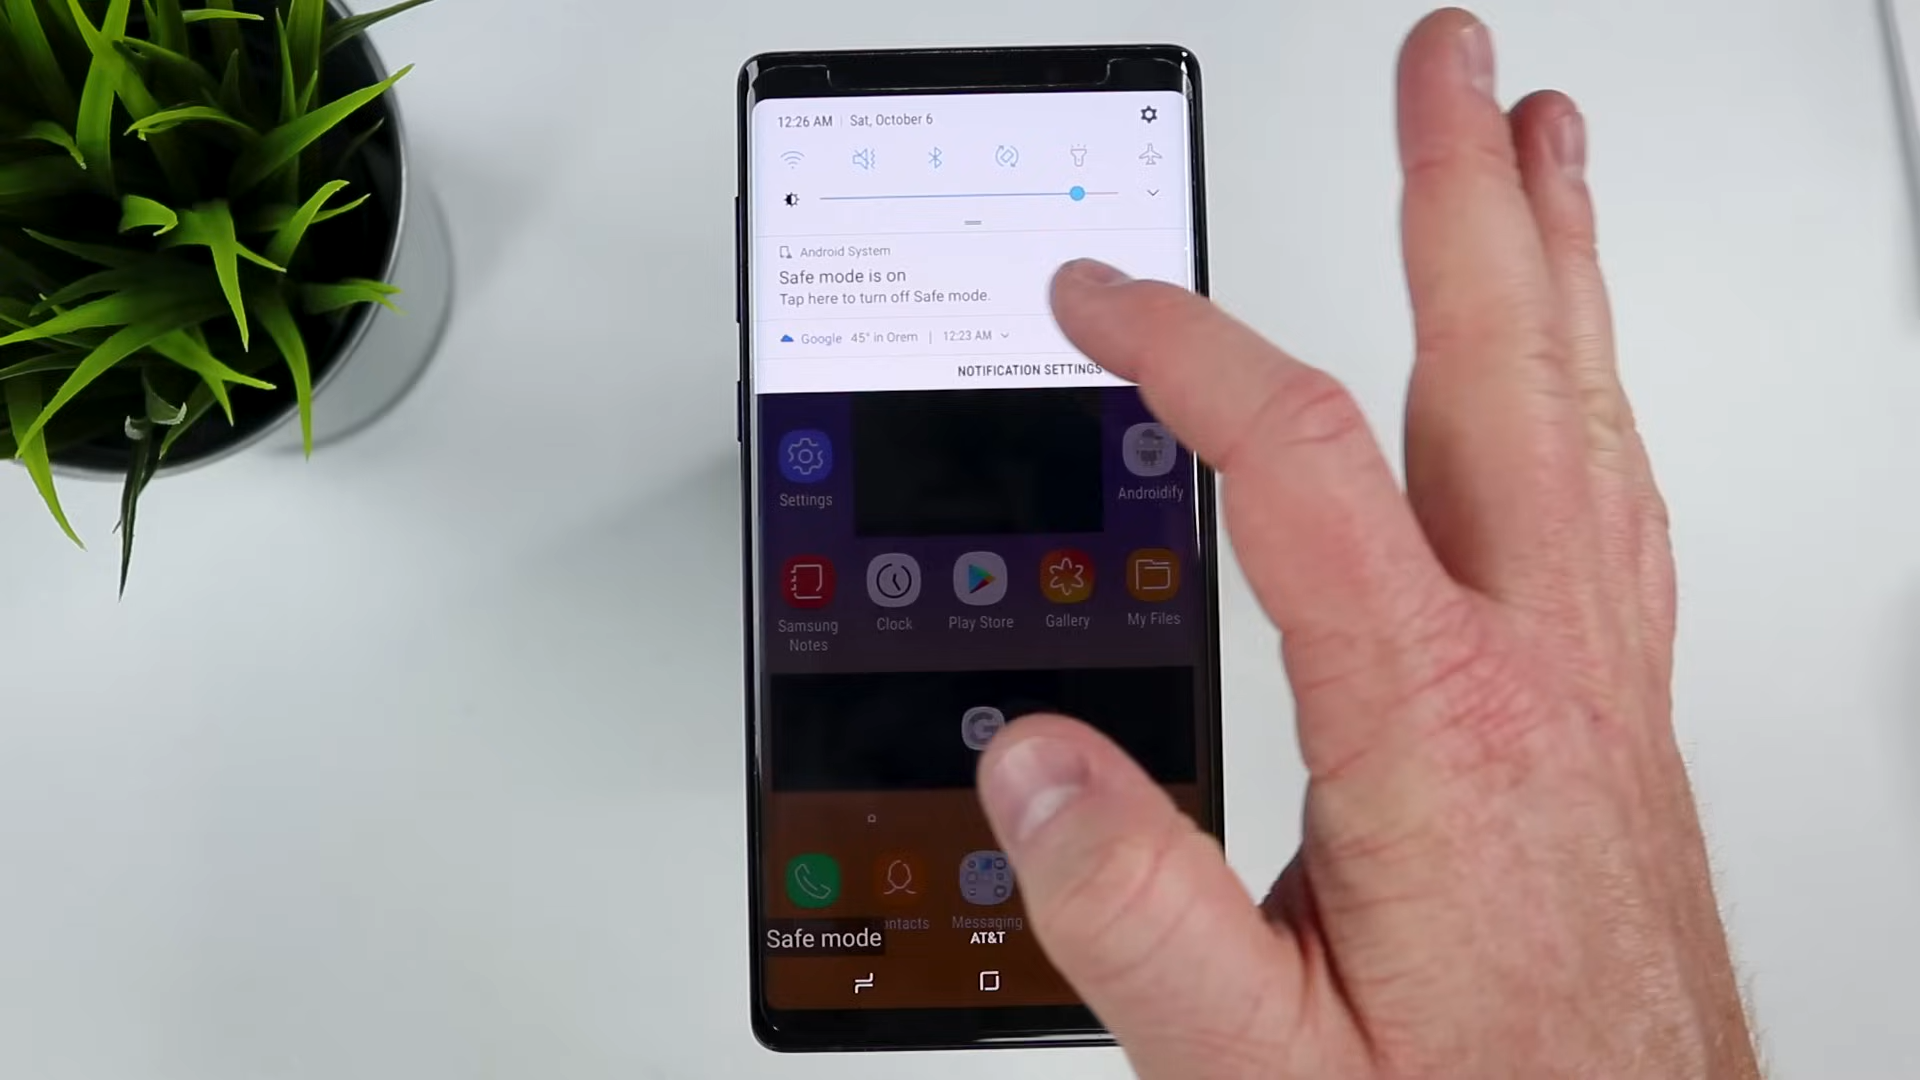 12:26 AM | Sat, October 6
Android System
Safe mode is on
Tap here to turn off Safe mode.
Google 45° in Orem | 12:23 AM
NOTIFICATION SETTINGS
Settings
Androidify
Samsung Notes
Clock
Play Store
Gallery
My Files
G
ontacts
Messaging
Safe mode
AT&T